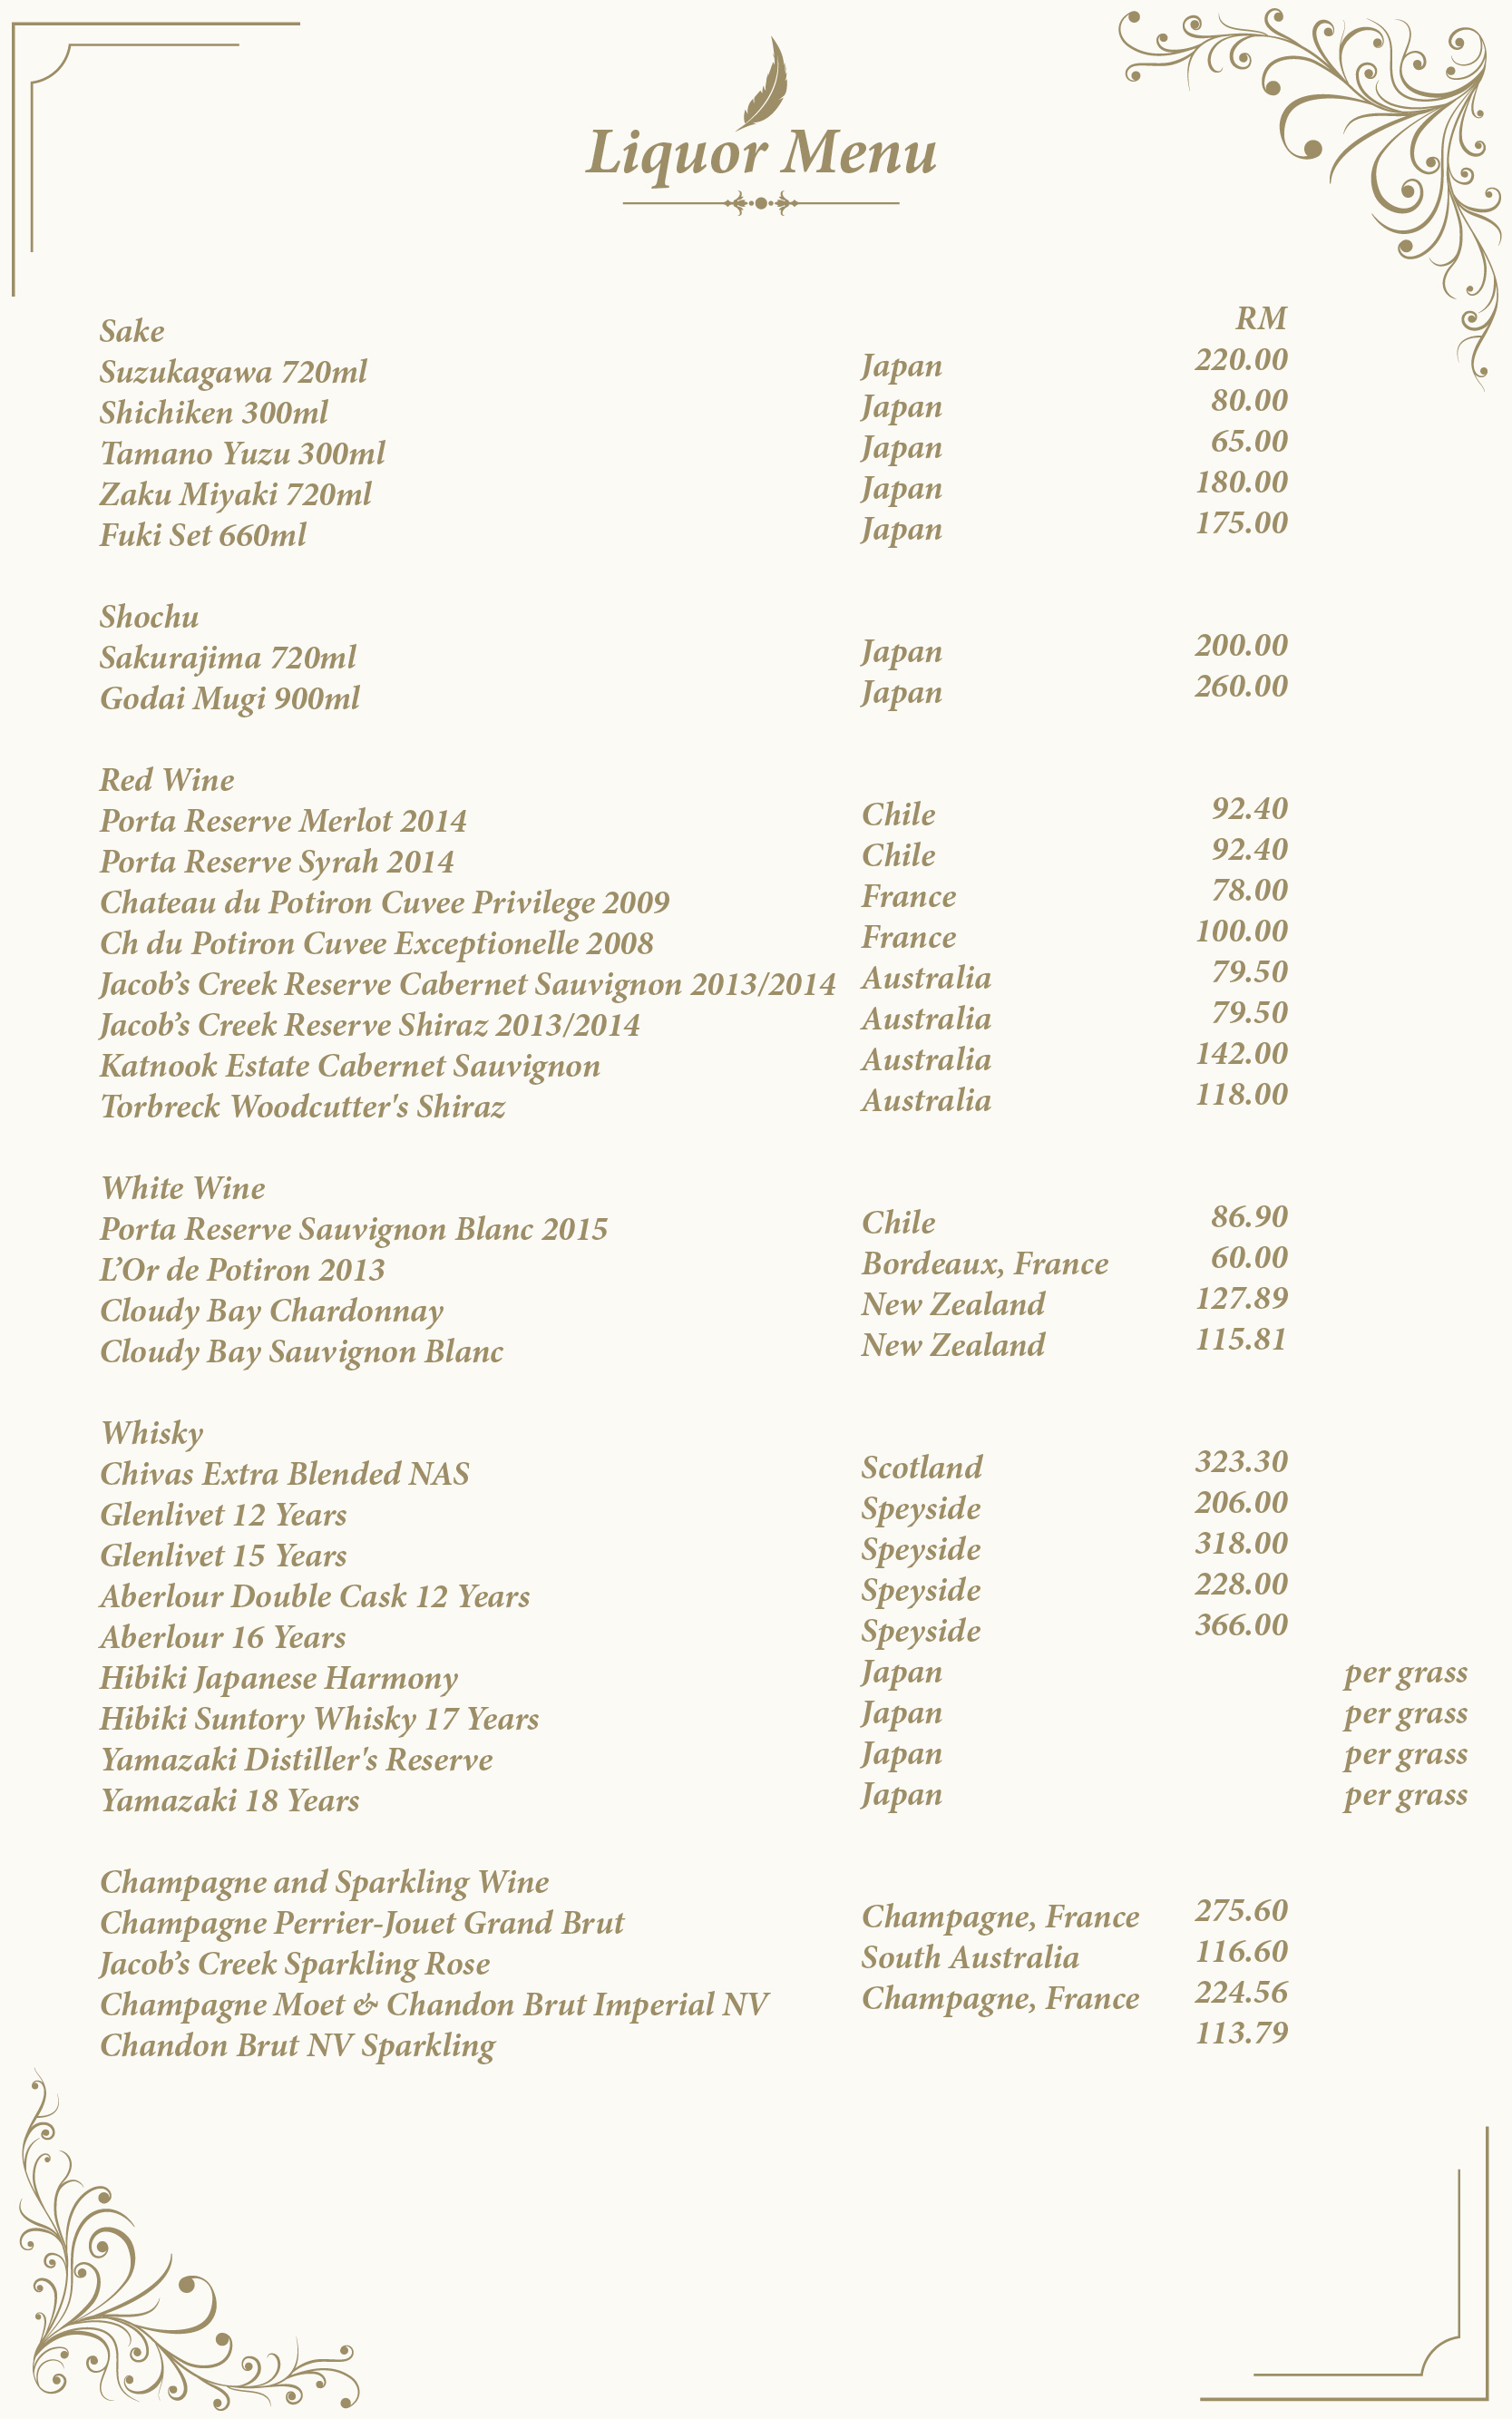 Liquor Menu
RM
Sake
Suzukagawa 720ml Japan 220.00
Shichiken 300ml Japan 80.00
Tamano Yuzu 300ml Japan 65.00
Zaku Miyaki 720ml Japan 180.00
Fuki Set 660ml Japan 175.00
Shochu
Sakurajima 720ml Japan 200.00
Godai Mugi 900ml Japan 260.00
Red Wine
Porta Reserve Merlot 2014 Chile 92.40
Porta Reserve Syrah 2014 Chile 92.40
Chateau du Potiron Cuvee Privilege 2009 France 78.00
Ch du Potiron Cuvee Exceptionelle 2008 France 100.00
Jacob’s Creek Reserve Cabernet Sauvignon 2013/2014 Australia 79.50
Jacob’s Creek Reserve Shiraz 2013/2014 Australia 79.50
Katnook Estate Cabernet Sauvignon Australia 142.00
Torbreck Woodcutter's Shiraz Australia 118.00
White Wine
Porta Reserve Sauvignon Blanc 2015 Chile 86.90
L’Or de Potiron 2013 Bordeaux, France 60.00
Cloudy Bay Chardonnay New Zealand 127.89
Cloudy Bay Sauvignon Blanc New Zealand 115.81
Whisky
Chivas Extra Blended NAS Scotland 323.30
Glenlivet 12 Years Speyside 206.00
Glenlivet 15 Years Speyside 318.00
Aberlour Double Cask 12 Years Speyside 228.00
Aberlour 16 Years Speyside 366.00
Hibiki Japanese Harmony Japan per grass
Hibiki Suntory Whisky 17 Years Japan per grass
Yamazaki Distiller's Reserve Japan per grass
Yamazaki 18 Years Japan per grass
Champagne and Sparkling Wine
Champagne Perrier-Jouet Grand Brut Champagne, France 275.60
Jacob’s Creek Sparkling Rose South Australia 116.60
Champagne Moet & Chandon Brut Imperial NV Champagne, France 224.56
Chandon Brut NV Sparkling 113.79